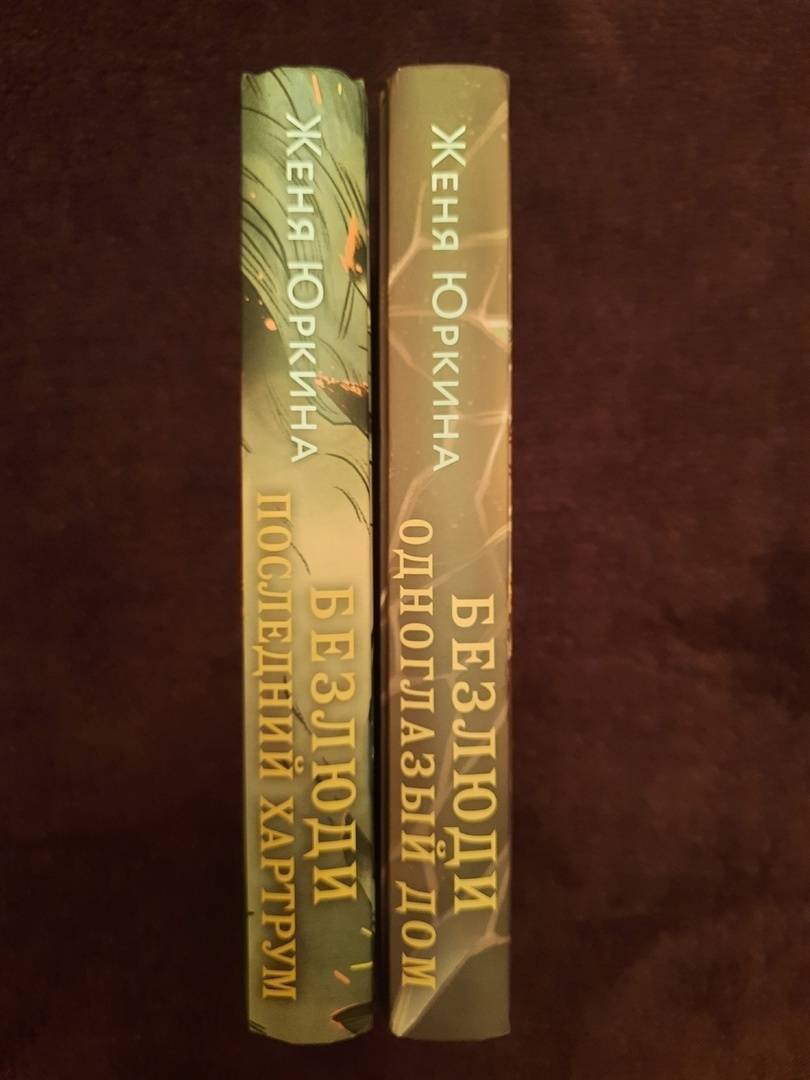 Женя Юркина
БЕЗЛЮДИ
ПОСЛЕДНИЙ ХАРТРУМ
Женя Юркина
БЕЗЛЮДИ
ОДНОГЛАЗЫЙ ДОМ